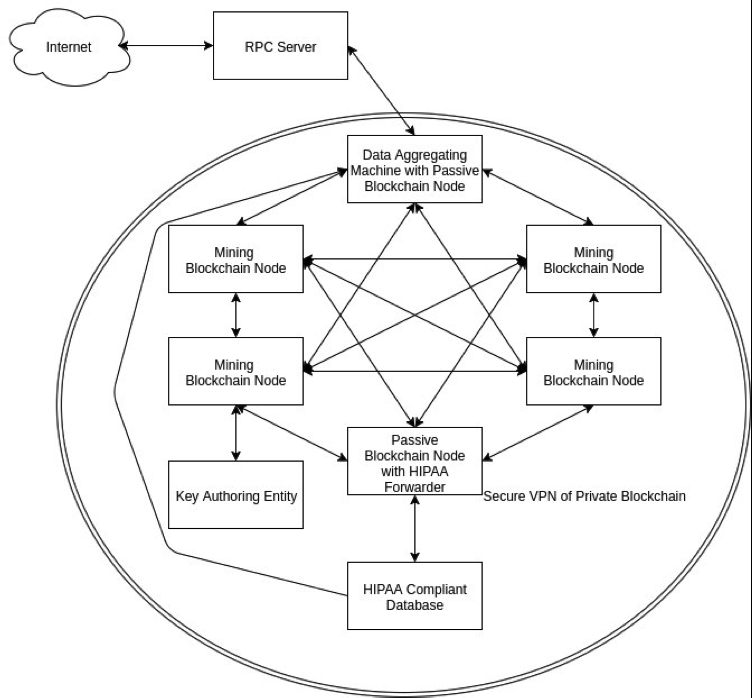 Internet
RPC Server
Data Aggregating
Machine with Passive
Blockchain Node
Mining
Blockchain Node
Mining
Blockchain Node
Mining
Blockchain Node
Mining
Blockchain Node
Passive
Blockchain Node
with HIPAA
Forwarder
Key Authoring Entity
Secure VPN of Private Blockchain
HIPAA Compliant
Database